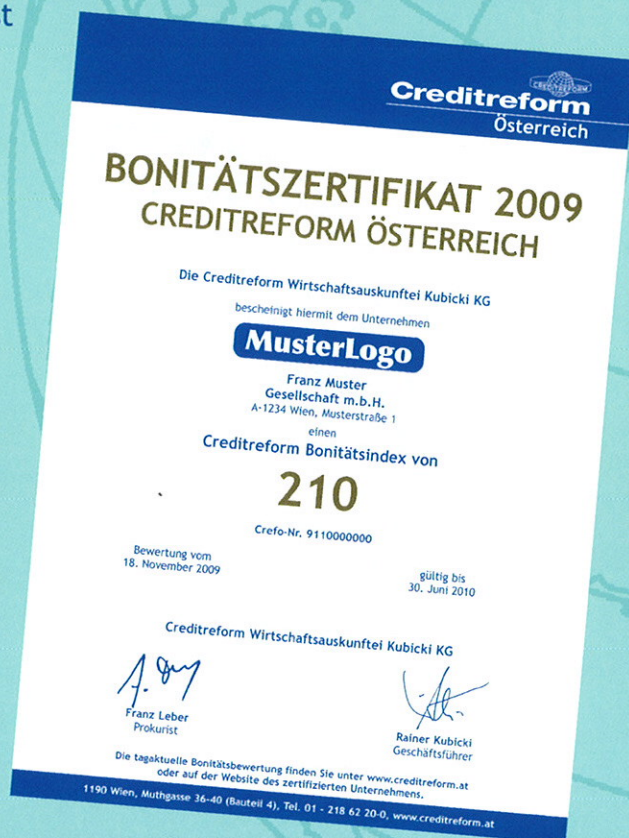 st
Creditreform
Österreich
BONITÄTSZERTIFIKAT 2009
CREDITREFORM ÖSTERREICH
Die Creditreform Wirtschaftsauskunftei Kubicki KG
bescheinigt hiermit dem Unternehmen
MusterLogo
Franz Muster
Gesellschaft m.b.H.
A-1234 Wien, Musterstraße 1
einen
Creditreform Bonitätsindex von
210
Crefo-Nr. 9110000000
Bewertung vom
18. November 2009
gültig bis
30. Juni 2010
Creditreform Wirtschaftsauskunftei Kubicki KG
Franz Leber
Prokurist
Rainer Kubicki
Geschäftsführer
Die tagaktuelle Bonitätsbewertung finden Sie unter www.creditreform.at
oder auf der Website des zertifizierten Unternehmens.
1190 Wien, Muthgasse 36-40 (Bauteil 4), Tel. 01 - 218 62 20-0, www.creditreform.at